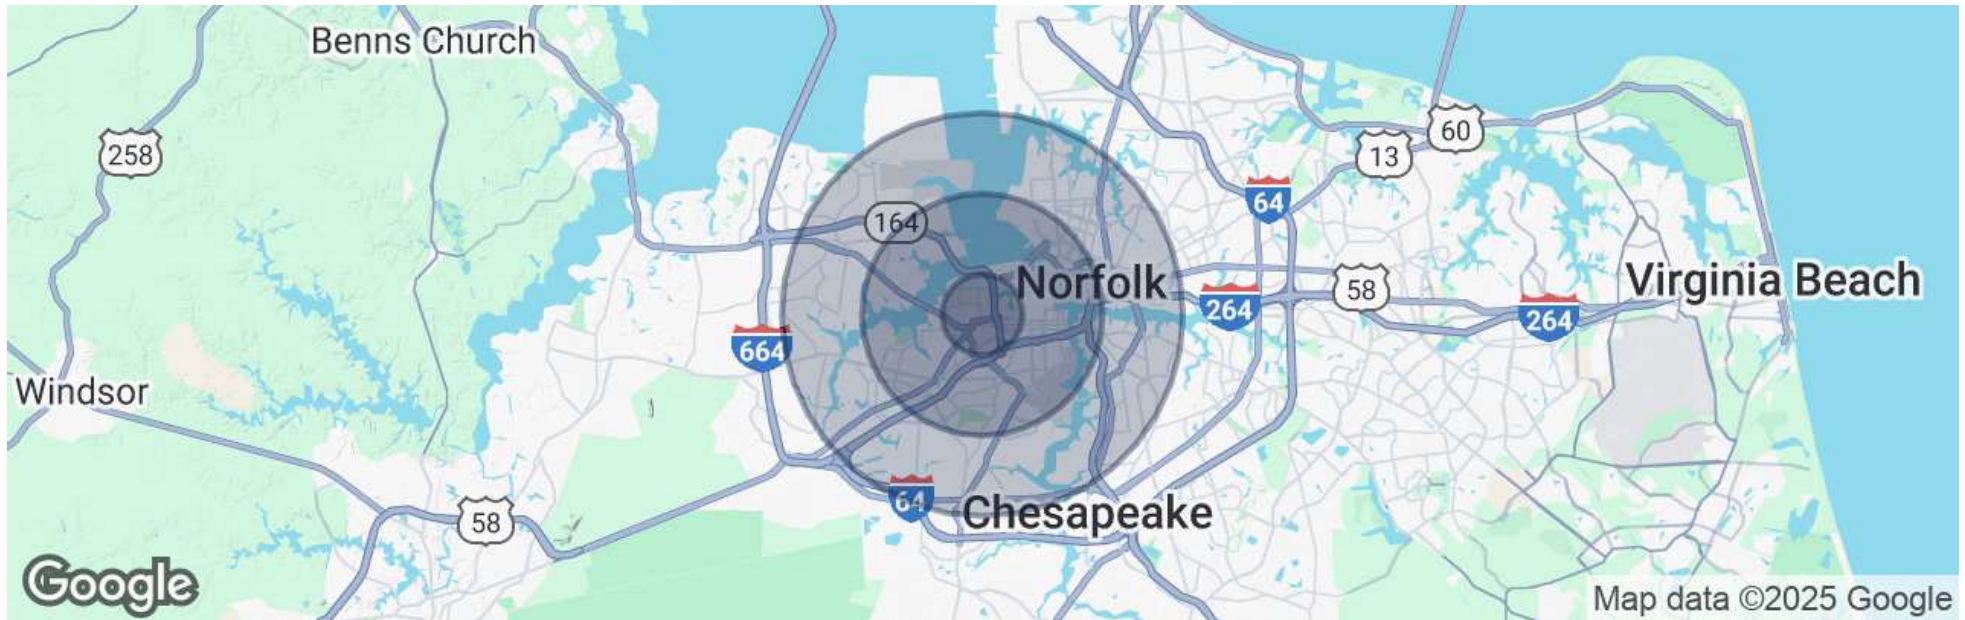 Benns Church
258
60
13
64
164
Norfolk
Virginia Beach
58
264
264
664
Windsor
64
Chesapeake
58
Google
Map data ©2025 Google